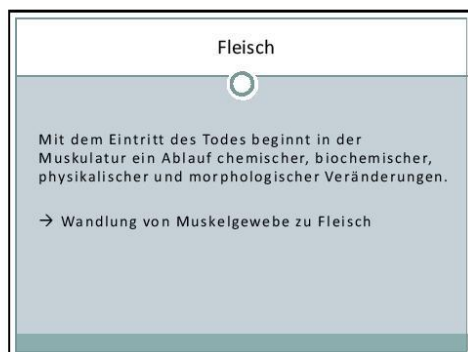 Fleisch
Mit dem Eintritt des Todes beginnt in der
Muskulatur ein Ablauf chemischer, biochemischer,
physikalischer und morphologischer Veränderungen.
→ Wandlung von Muskelgewebe zu Fleisch